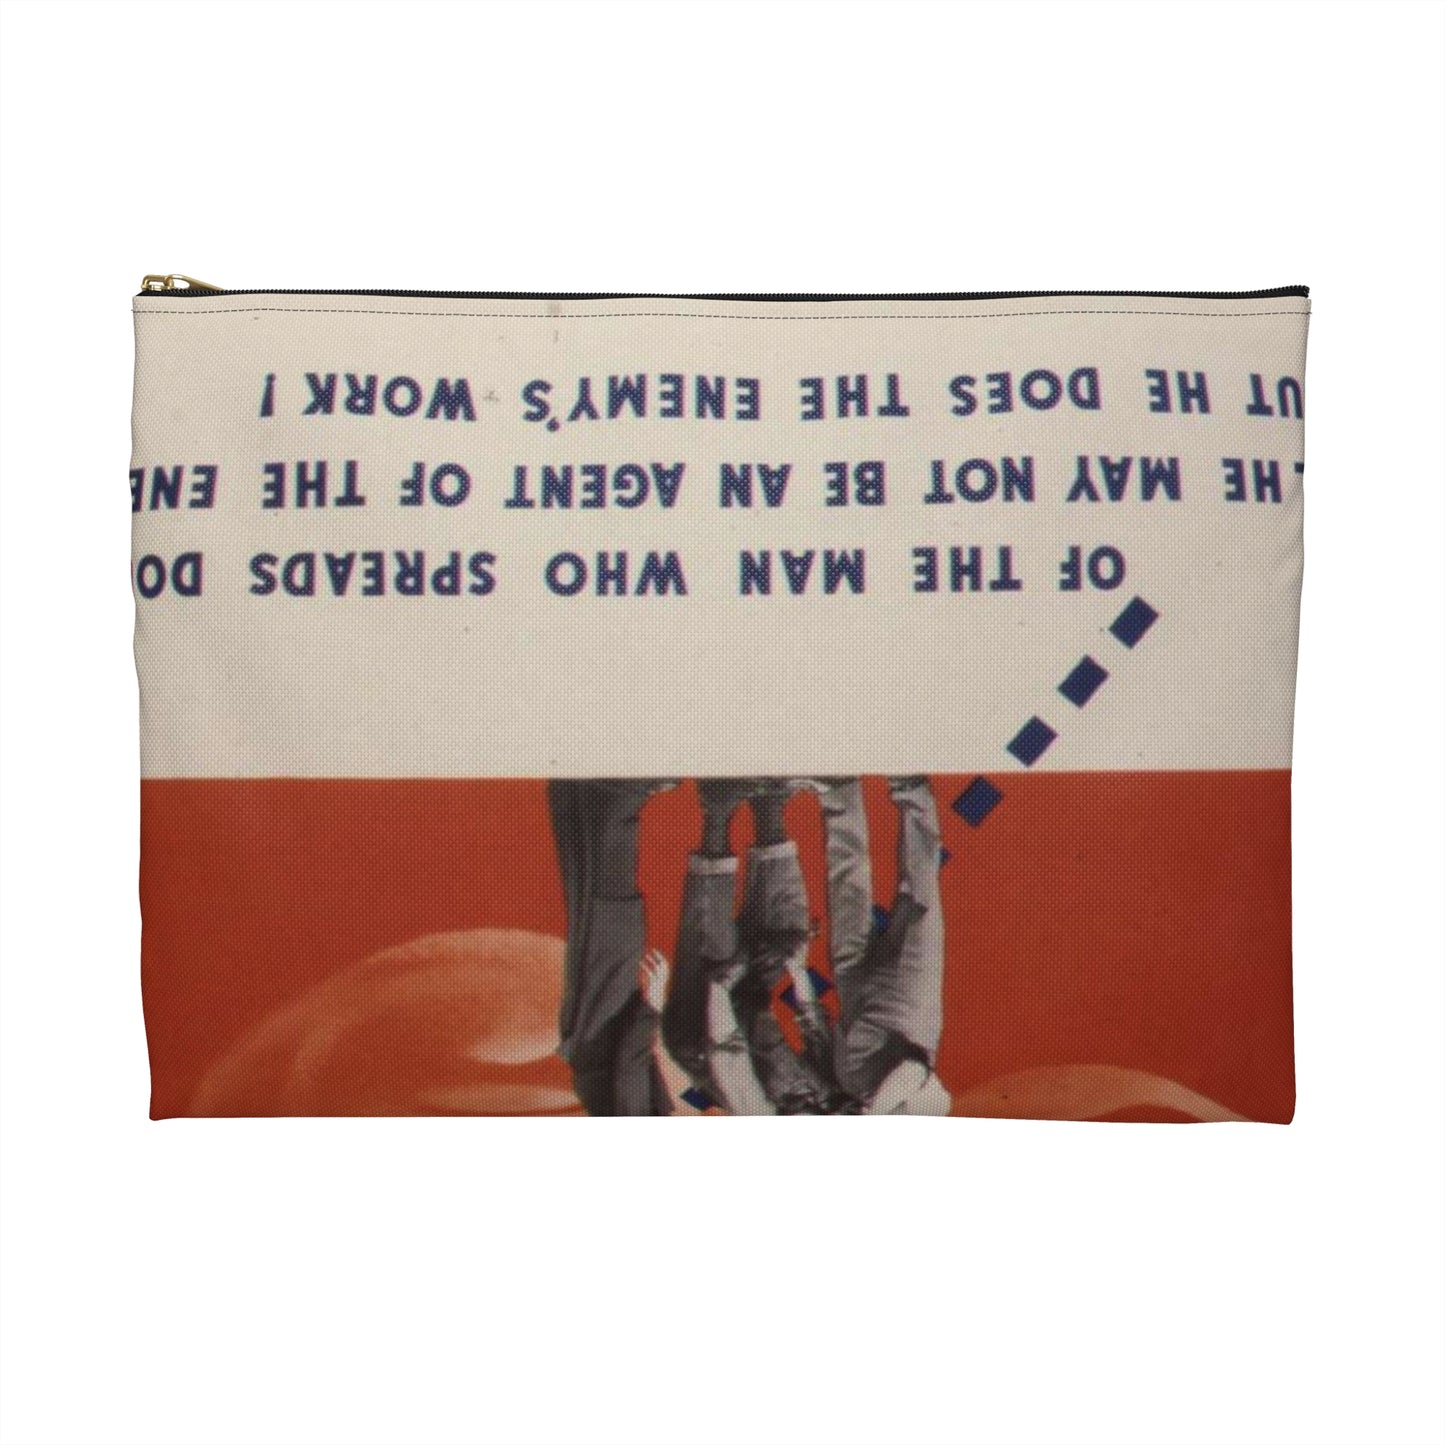 OF THE MAN WHO SPREADS
HE MAY NOT BE AN AGENT OF THE
HE DOES THE ENEMY'S WORK!